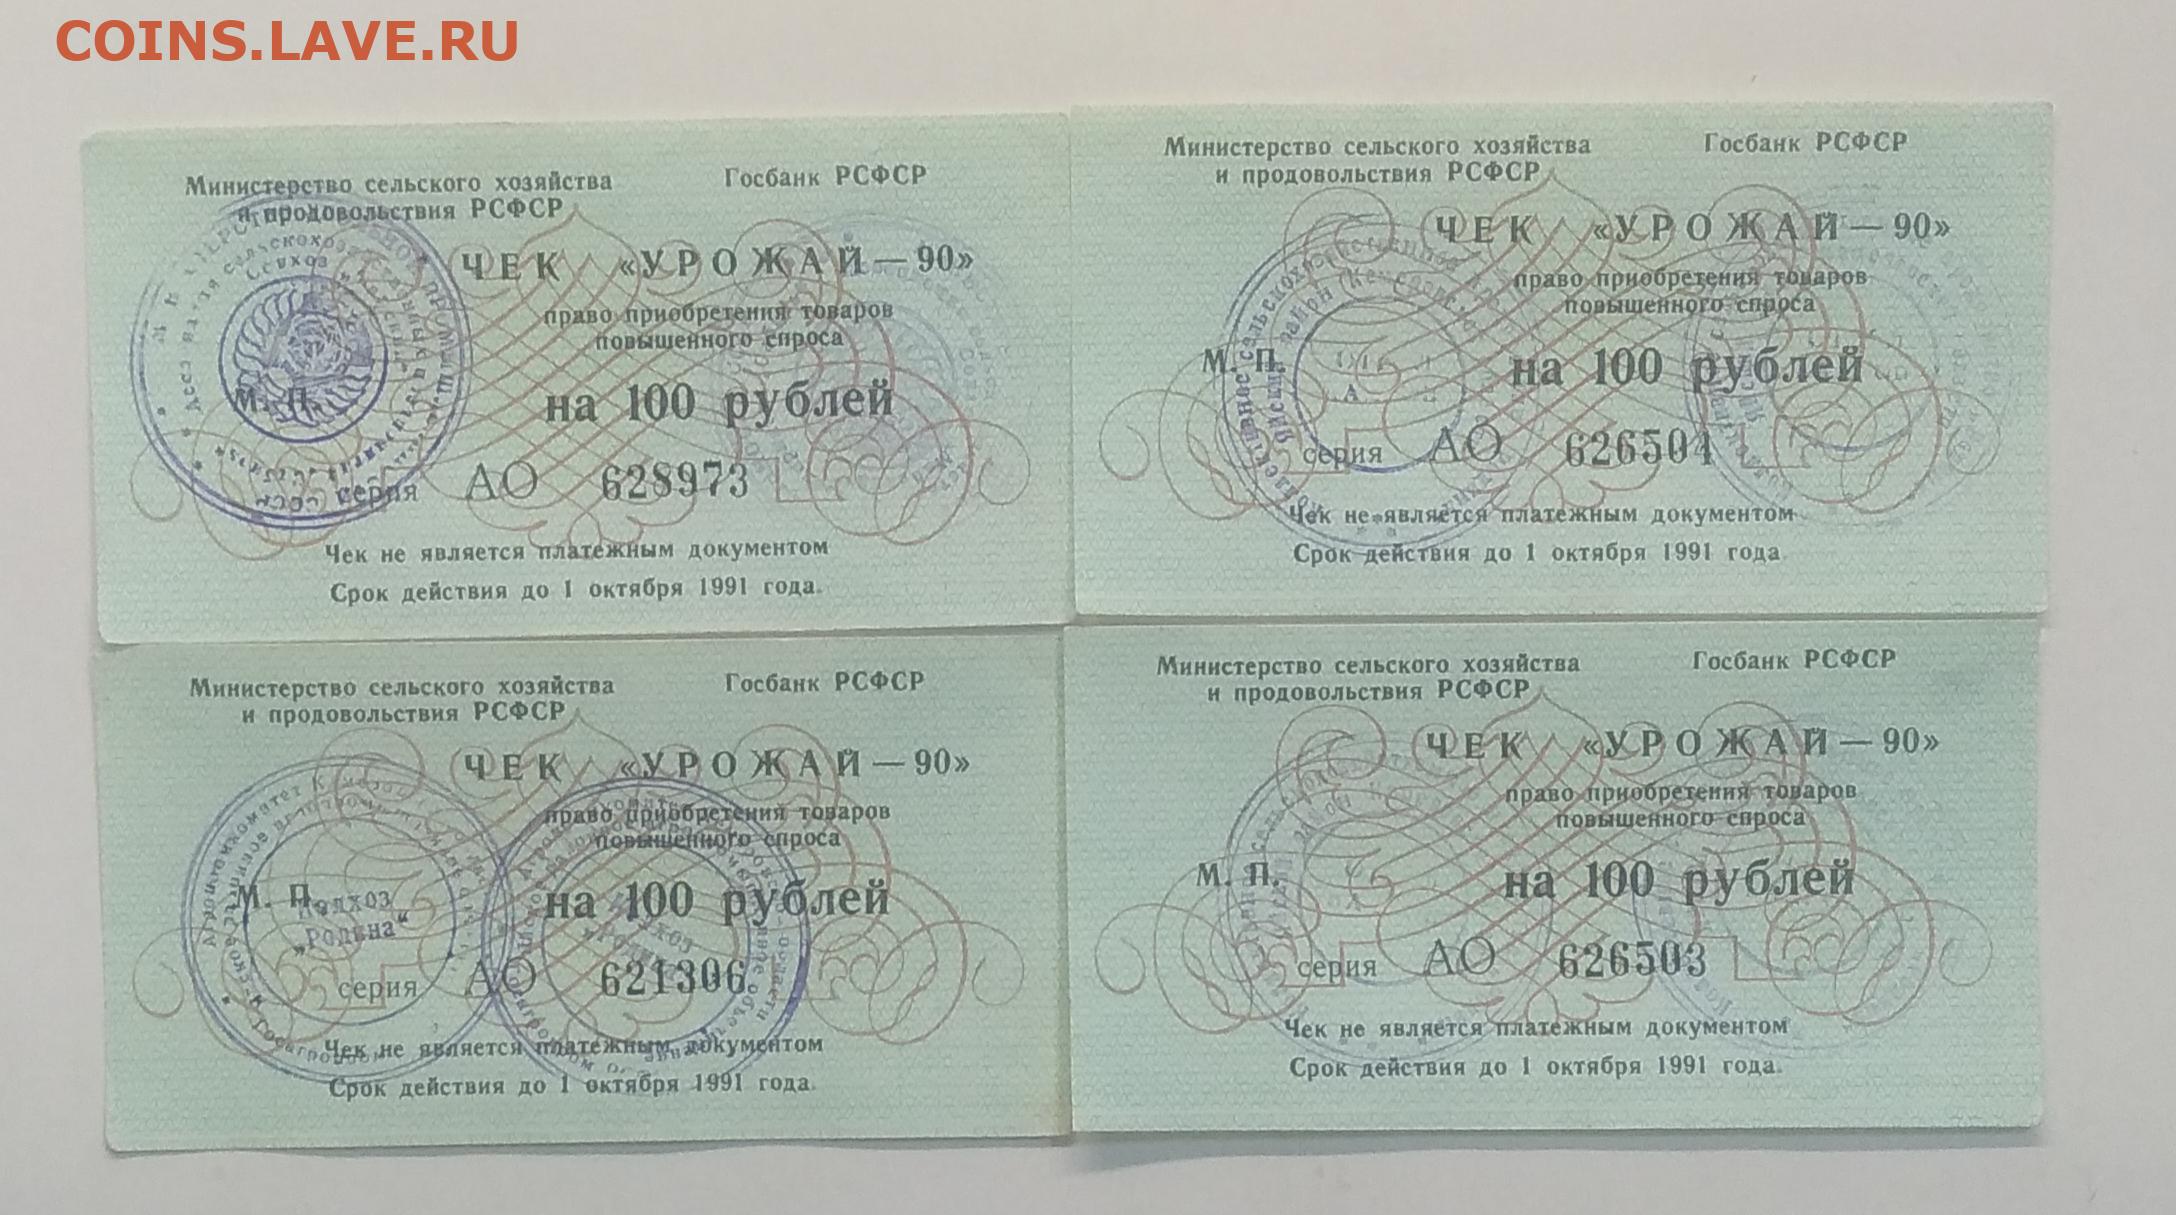 COINS.LAVE.RU
Министерство сельского хозяйства
и продовольствия РСФСР
Госбанк РСФСР
ЧЕК «УРОЖАЙ — 90»
право приобретения товаров
повышенного спроса
М. П.
на 100 рублей
серия АО 628973
Чек не является платежным документом
Срок действия до 1 октября 1991 года.
Министерство сельского хозяйства
и продовольствия РСФСР
Госбанк РСФСР
ЧЕК «УРОЖАЙ — 90»
право приобретения товаров
повышенного спроса
М. П.
на 100 рублей
серия АО 626504
Чек не является платежным документом
Срок действия до 1 октября 1991 года.
Министерство сельского хозяйства
и продовольствия РСФСР
Госбанк РСФСР
ЧЕК «УРОЖАЙ — 90»
право приобретения товаров
повышенного спроса
М. П.
Колхоз
„Родина“
на 100 рублей
серия АО 621306
Чек не является платежным документом
Срок действия до 1 октября 1991 года.
Министерство сельского хозяйства
и продовольствия РСФСР
Госбанк РСФСР
ЧЕК «УРОЖАЙ — 90»
право приобретения товаров
повышенного спроса
М. П.
на 100 рублей
серия АО 626503
Чек не является платежным документом
Срок действия до 1 октября 1991 года.